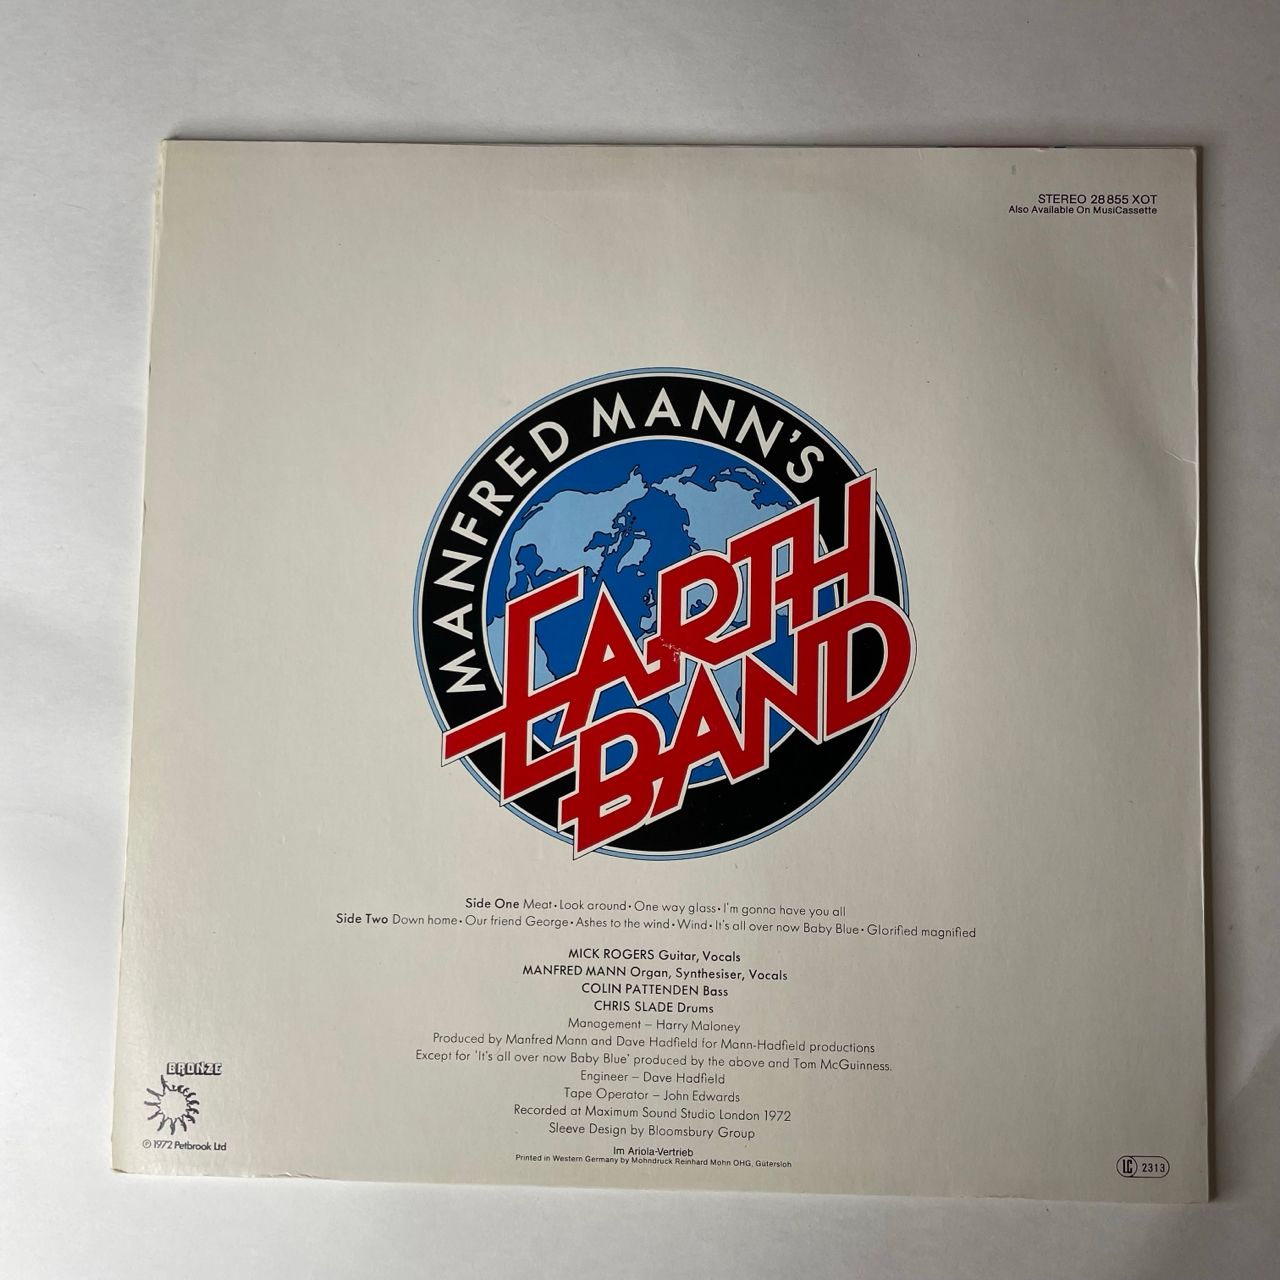 STEREO 28 855 XOT
Also Available On MusiCassette
MANFRED MANN'S
EARTH
BAND
Side One Meat • Look around • One way glass • I'm gonna have you all
Side Two Down home • Our friend George • Ashes to the wind • Wind • It's all over now Baby Blue • Glorified magnified
MICK ROGERS Guitar, Vocals
MANFRED MANN Organ, Synthesiser, Vocals
COLIN PATTENDEN Bass
CHRIS SLADE Drums
Management – Harry Maloney
Produced by Manfred Mann and Dave Hadfield for Mann-Hadfield productions
Except for 'It's all over now Baby Blue' produced by the above and Tom McGuinness.
Engineer – Dave Hadfield
Tape Operator – John Edwards
Recorded at Maximum Sound Studio London 1972
Sleeve Design by Bloomsbury Group
Im Ariola-Vertrieb
Printed in Western Germany by Mohndruck Reinhard Mohn OHG, Gütersloh
BRONZE
℗ 1972 Petbrook Ltd
LC 2313